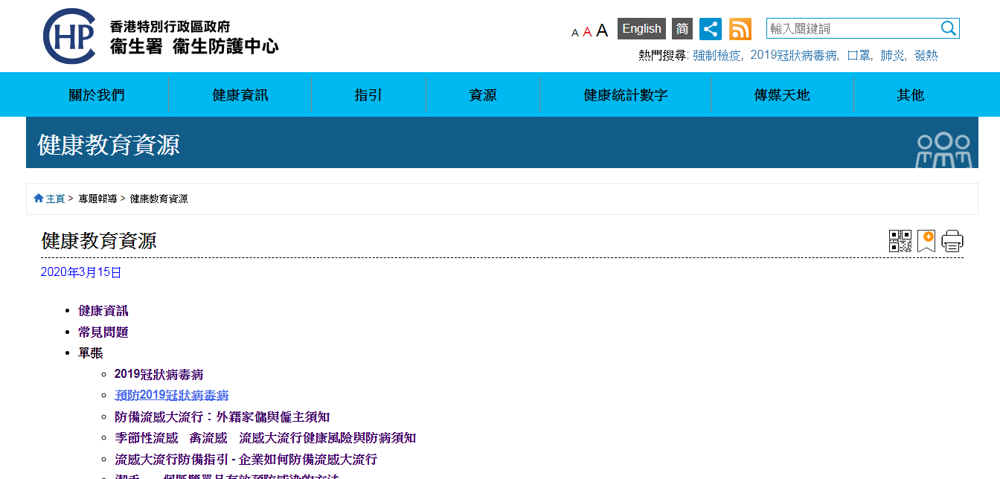 CHP
香港特別行政區政府
衞生署 衞生防護中心
A A A English 简 輸入關鍵詞
熱門搜尋: 強制檢疫, 2019冠狀病毒病, 口罩, 肺炎, 發熱
關於我們 健康資訊 指引 資源 健康統計數字 傳媒天地 其他
健康教育資源
主頁 > 專題報導 > 健康教育資源
健康教育資源
2020年3月15日
• 健康資訊
• 常見問題
• 單張
◦ 2019冠狀病毒病
◦ 預防2019冠狀病毒病
◦ 防備流感大流行：外籍家傭與僱主須知
◦ 季節性流感　禽流感　流感大流行健康風險與防病須知
◦ 流感大流行防備指引 - 企業如何防備流感大流行